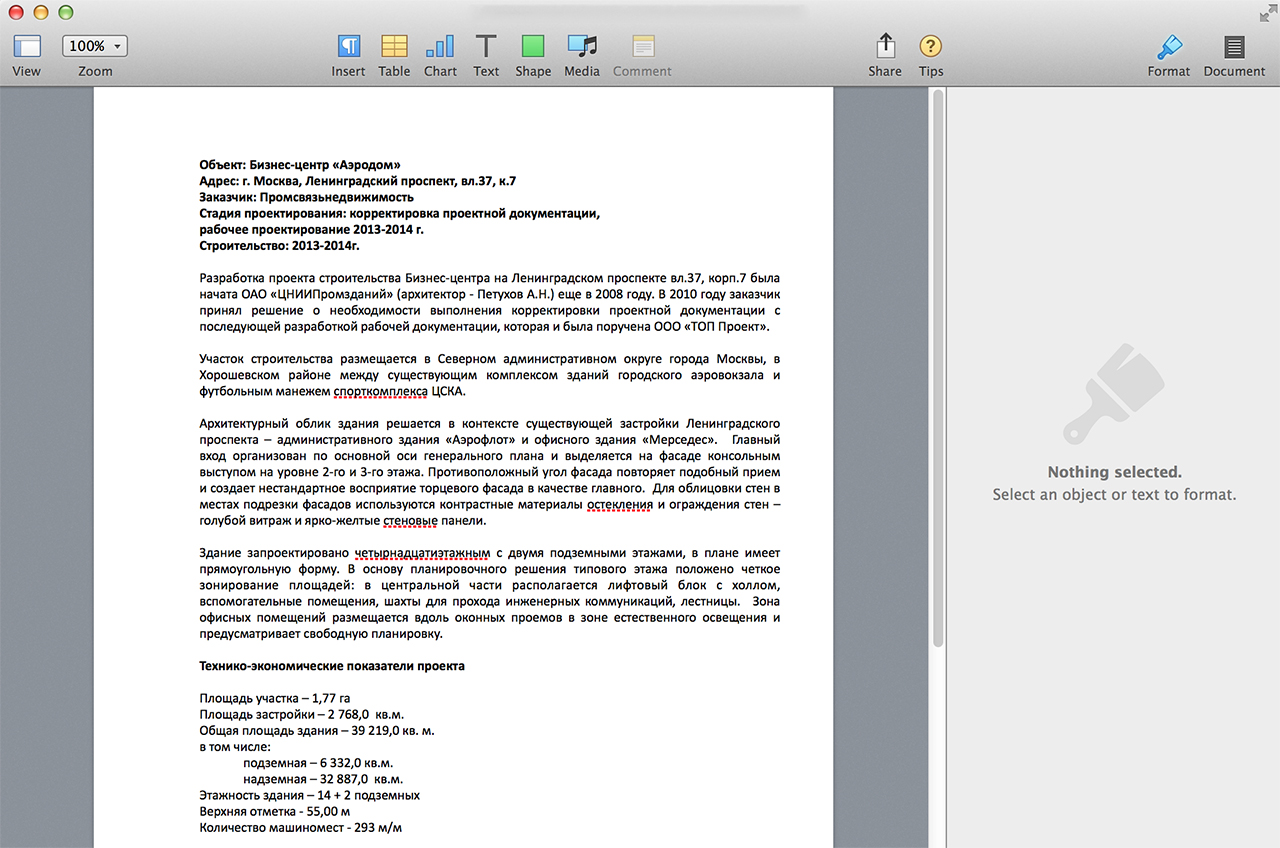 100%
View
Zoom
Insert
Table
Chart
Text
Shape
Media
Comment
Share
Tips
Format
Document
Объект: Бизнес-центр «Аэродом»
Адрес: г. Москва, Ленинградский проспект, вл.37, к.7
Заказчик: Промсвязьнедвижимость
Стадия проектирования: корректировка проектной документации,
рабочее проектирование 2013-2014 г.
Строительство: 2013-2014г.
Разработка проекта строительства Бизнес-центра на Ленинградском проспекте вл.37, корп.7 была
начата ОАО «ЦНИИПромзданий» (архитектор - Петухов А.Н.) еще в 2008 году. В 2010 году заказчик
принял решение о необходимости выполнения корректировки проектной документации с
последующей разработкой рабочей документации, которая и была поручена ООО «ТОП Проект».
Участок строительства размещается в Северном административном округе города Москвы, в
Хорошевском районе между существующим комплексом зданий городского аэровокзала и
футбольным манежем спорткомплекса ЦСКА.
Архитектурный облик здания решается в контексте существующей застройки Ленинградского
проспекта – административного здания «Аэрофлот» и офисного здания «Мерседес».  Главный
вход организован по основной оси генерального плана и выделяется на фасаде консольным
выступом на уровне 2-го и 3-го этажа. Противоположный угол фасада повторяет подобный прием
и создает нестандартное восприятие торцевого фасада в качестве главного.  Для облицовки стен в
местах подрезки фасадов используются контрастные материалы остекления и ограждения стен –
голубой витраж и ярко-желтые стеновые панели.
Здание запроектировано четырнадцатиэтажным с двумя подземными этажами, в плане имеет
прямоугольную форму. В основу планировочного решения типового этажа положено четкое
зонирование площадей: в центральной части располагается лифтовый блок с холлом,
вспомогательные помещения, шахты для прохода инженерных коммуникаций, лестницы.  Зона
офисных помещений размещается вдоль оконных проемов в зоне естественного освещения и
предусматривает свободную планировку.
Технико-экономические показатели проекта
Площадь участка – 1,77 га
Площадь застройки – 2 768,0  кв.м.
Общая площадь здания – 39 219,0 кв. м.
в том числе:
подземная – 6 332,0 кв.м.
надземная – 32 887,0  кв.м.
Этажность здания – 14 + 2 подземных
Верхняя отметка - 55,00 м
Количество машиномест - 293 м/м
Nothing selected.
Select an object or text to format.